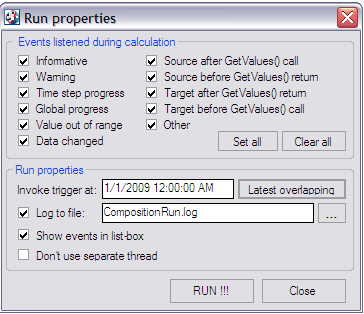 Run properties
Events listened during calculation
Informative
Source after GetValues() call
Warning
Source before GetValues() return
Time step progress
Target after GetValues() return
Global progress
Target before GetValues() call
Value out of range
Other
Data changed
Set all
Clear all
Run properties
Invoke trigger at:
1/1/2009 12:00:00 AM
Latest overlapping
Log to file:
CompositionRun.log
...
Show events in list-box
Don't use separate thread
RUN !!!
Close